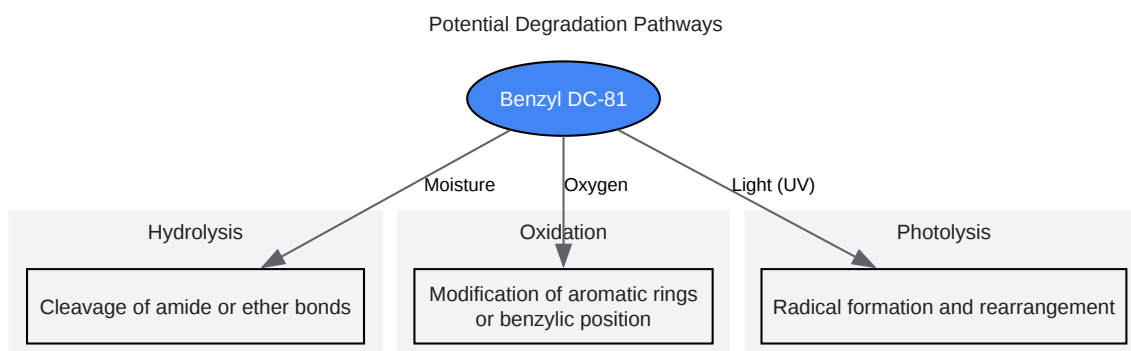 Potential Degradation Pathways
Benzyl DC-81
Moisture
Oxygen
Light (UV)
Hydrolysis
Oxidation
Photolysis
Cleavage of amide or ether bonds
Modification of aromatic rings
or benzylic position
Radical formation and rearrangement